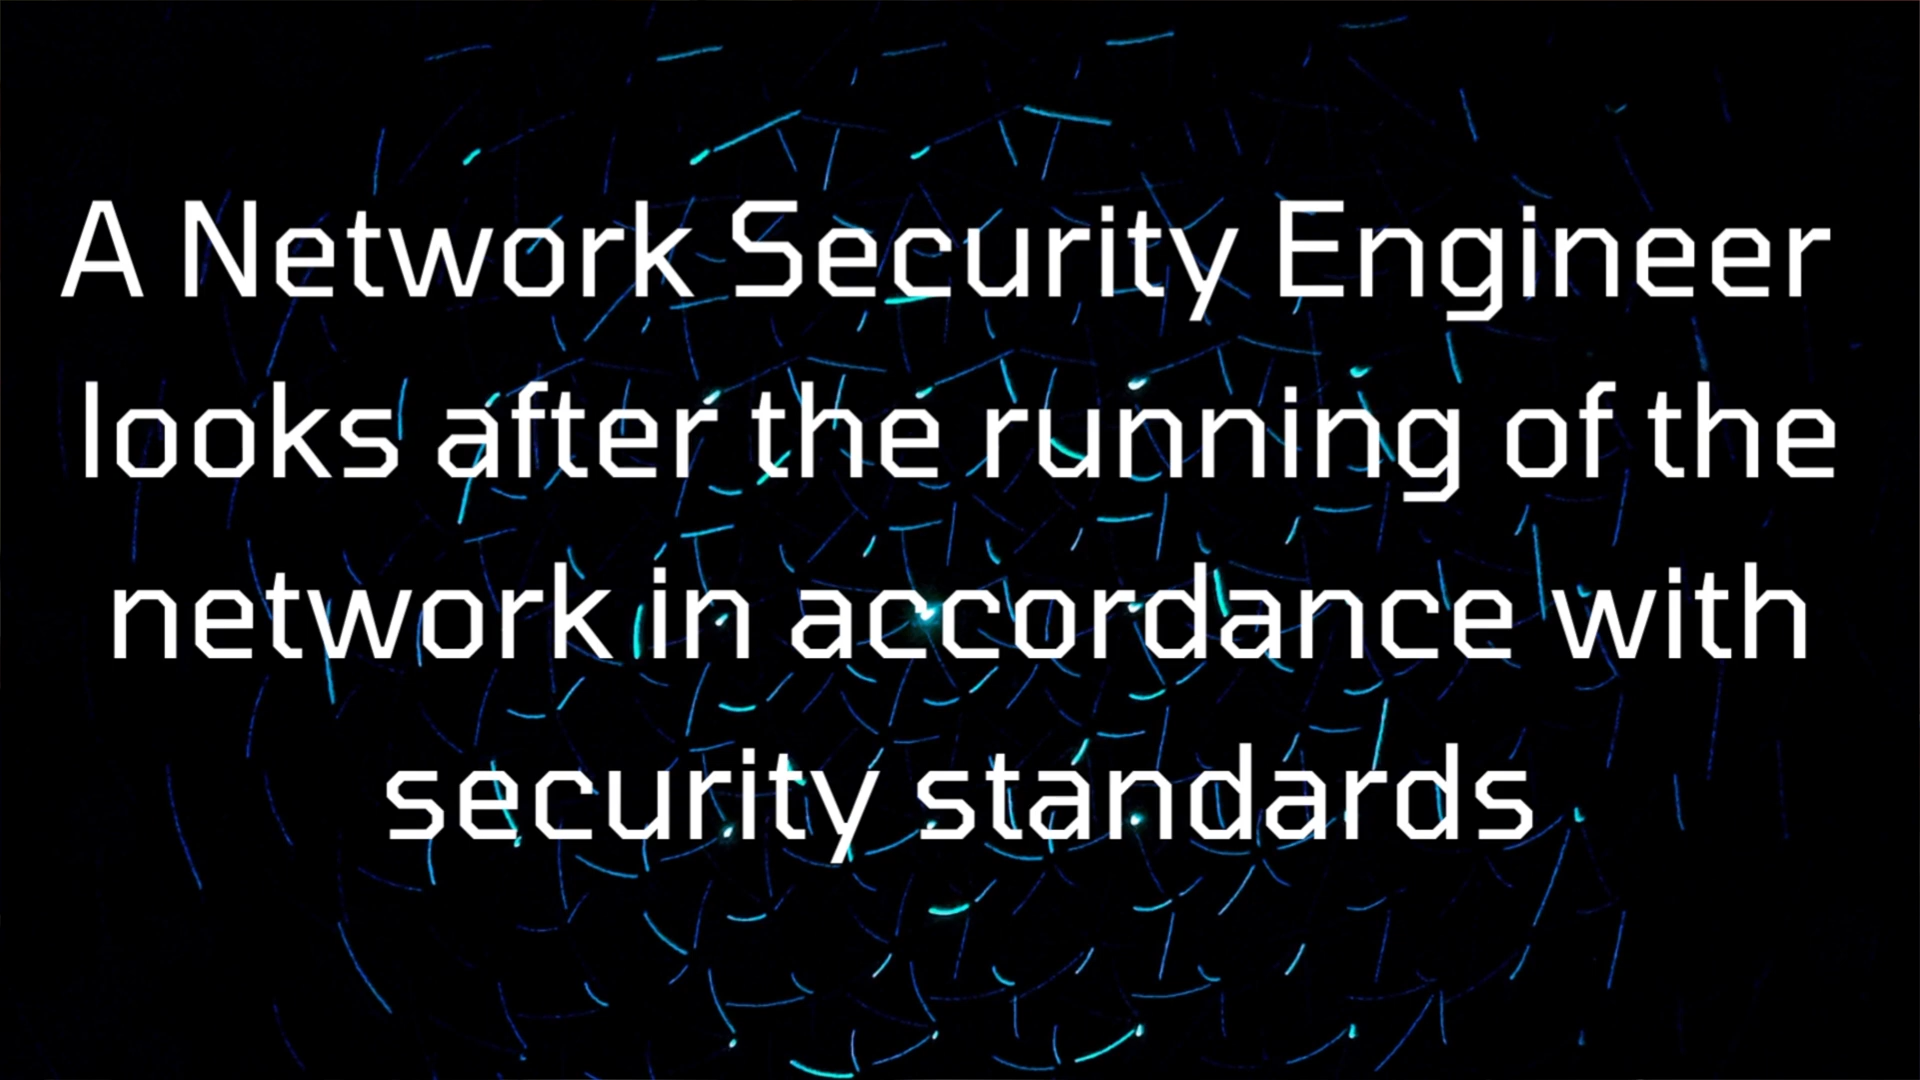 A Network Security Engineer
looks after the running of the
network in accordance with
security standards